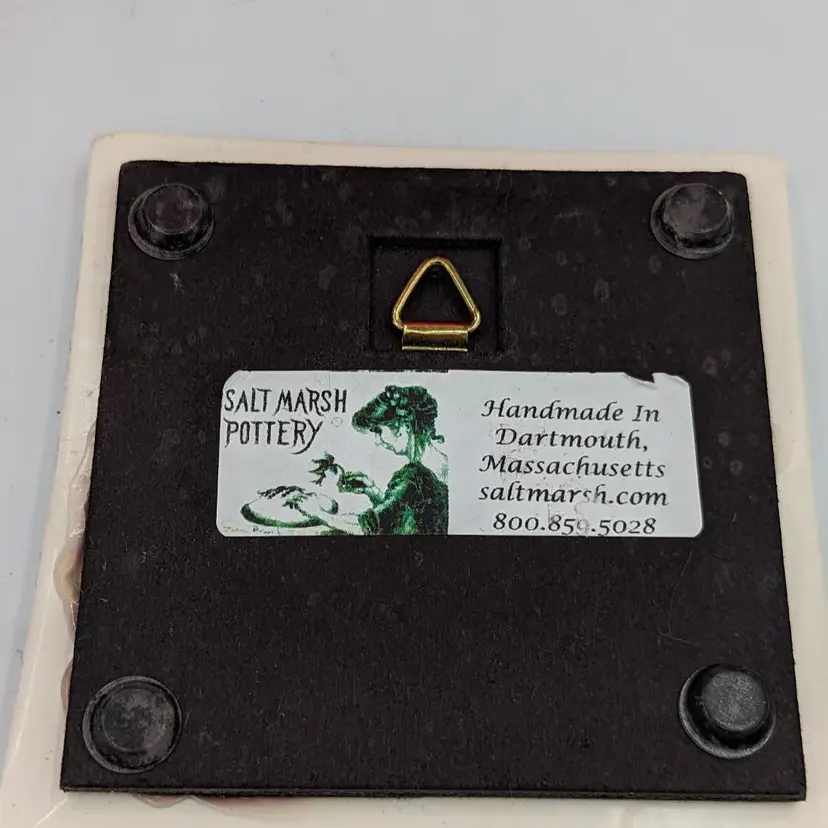 SALT MARSH
POTTERY
Handmade In
Dartmouth,
Massachusetts
saltmarsh.com
800.859.5028